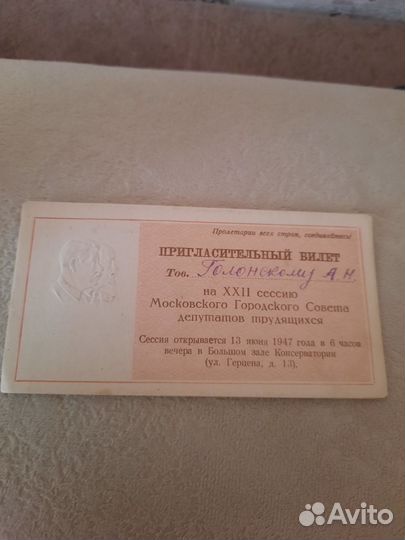 Пролетарии всех стран, соединяйтесь!
ПРИГЛАСИТЕЛЬНЫЙ БИЛЕТ
Тов. Голонскому А.Н.
на XXII сессию
Московского Городского Совета
депутатов трудящихся
Сессия открывается 13 июня 1947 года в 6 часов
вечера в Большом зале Консерватории
(ул. Герцена, д. 13).
Avito